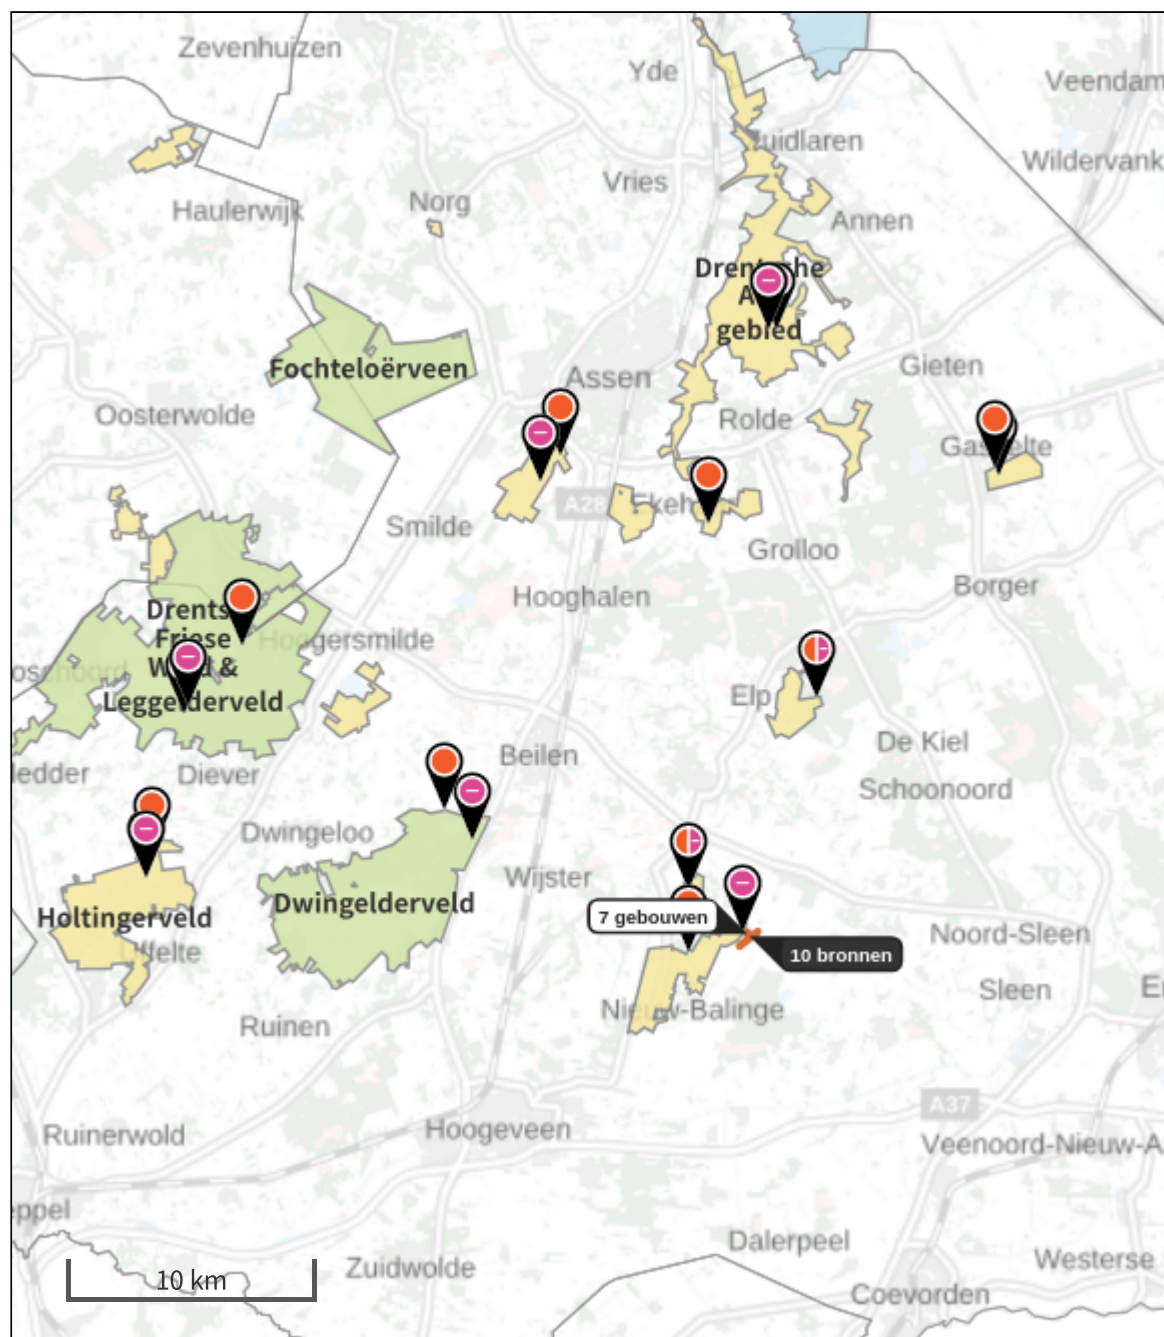 Zevenhuizen
Yde
Veendam
Zuidlaren
Wildervank
Vries
Norg
Haulerwijk
Annen
Drentsche
gebied
Fochteloërveen
Assen
Gieten
Oosterwolde
Rolde
Gasselte
A28
Smilde
Grolloo
Hooghalen
Borger
Drents-
Friese
Wold &
Leggelderveld
Hoogersmilde
Elp
De Kiel
Beilen
Diever
Schoonoord
Dwingeloo
Wijster
Dwingelderveld
Holtingerveld
7 gebouwen
Uffelte
10 bronnen
Noord-Sleen
Sleen
Nieuw-Balinge
Ruinen
A37
Hoogeveen
Ruinerwold
Veenoord-Nieuw-A
eppel
Dalerpeel
Westerse
Zuidwolde
10 km
Coevorden